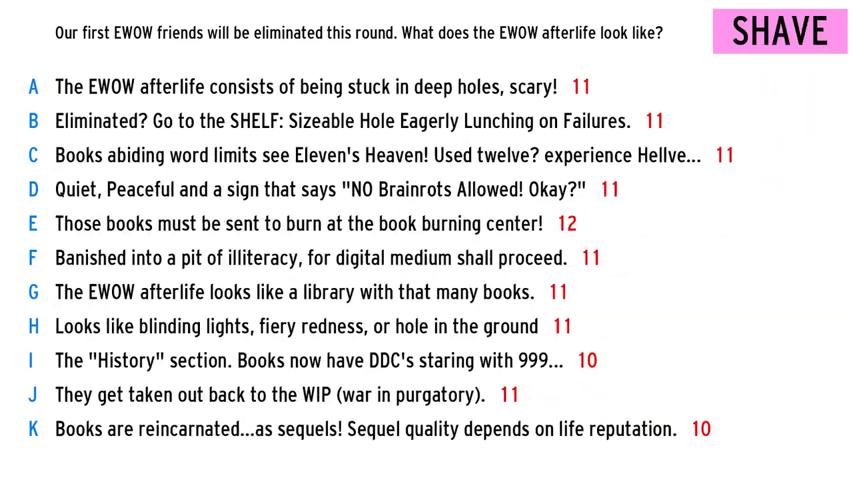 Our first EWOW friends will be eliminated this round. What does the EWOW afterlife look like?
SHAVE
A The EWOW afterlife consists of being stuck in deep holes, scary! 11
B Eliminated? Go to the SHELF: Sizeable Hole Eagerly Lunching on Failures. 11
C Books abiding word limits see Eleven's Heaven! Used twelve? experience Hellve... 11
D Quiet, Peaceful and a sign that says "NO Brainrots Allowed! Okay?" 11
E Those books must be sent to burn at the book burning center! 12
F Banished into a pit of illiteracy, for digital medium shall proceed. 11
G The EWOW afterlife looks like a library with that many books. 11
H Looks like blinding lights, fiery redness, or hole in the ground 11
I The "History" section. Books now have DDC's staring with 999... 10
J They get taken out back to the WIP (war in purgatory). 11
K Books are reincarnated...as sequels! Sequel quality depends on life reputation. 10